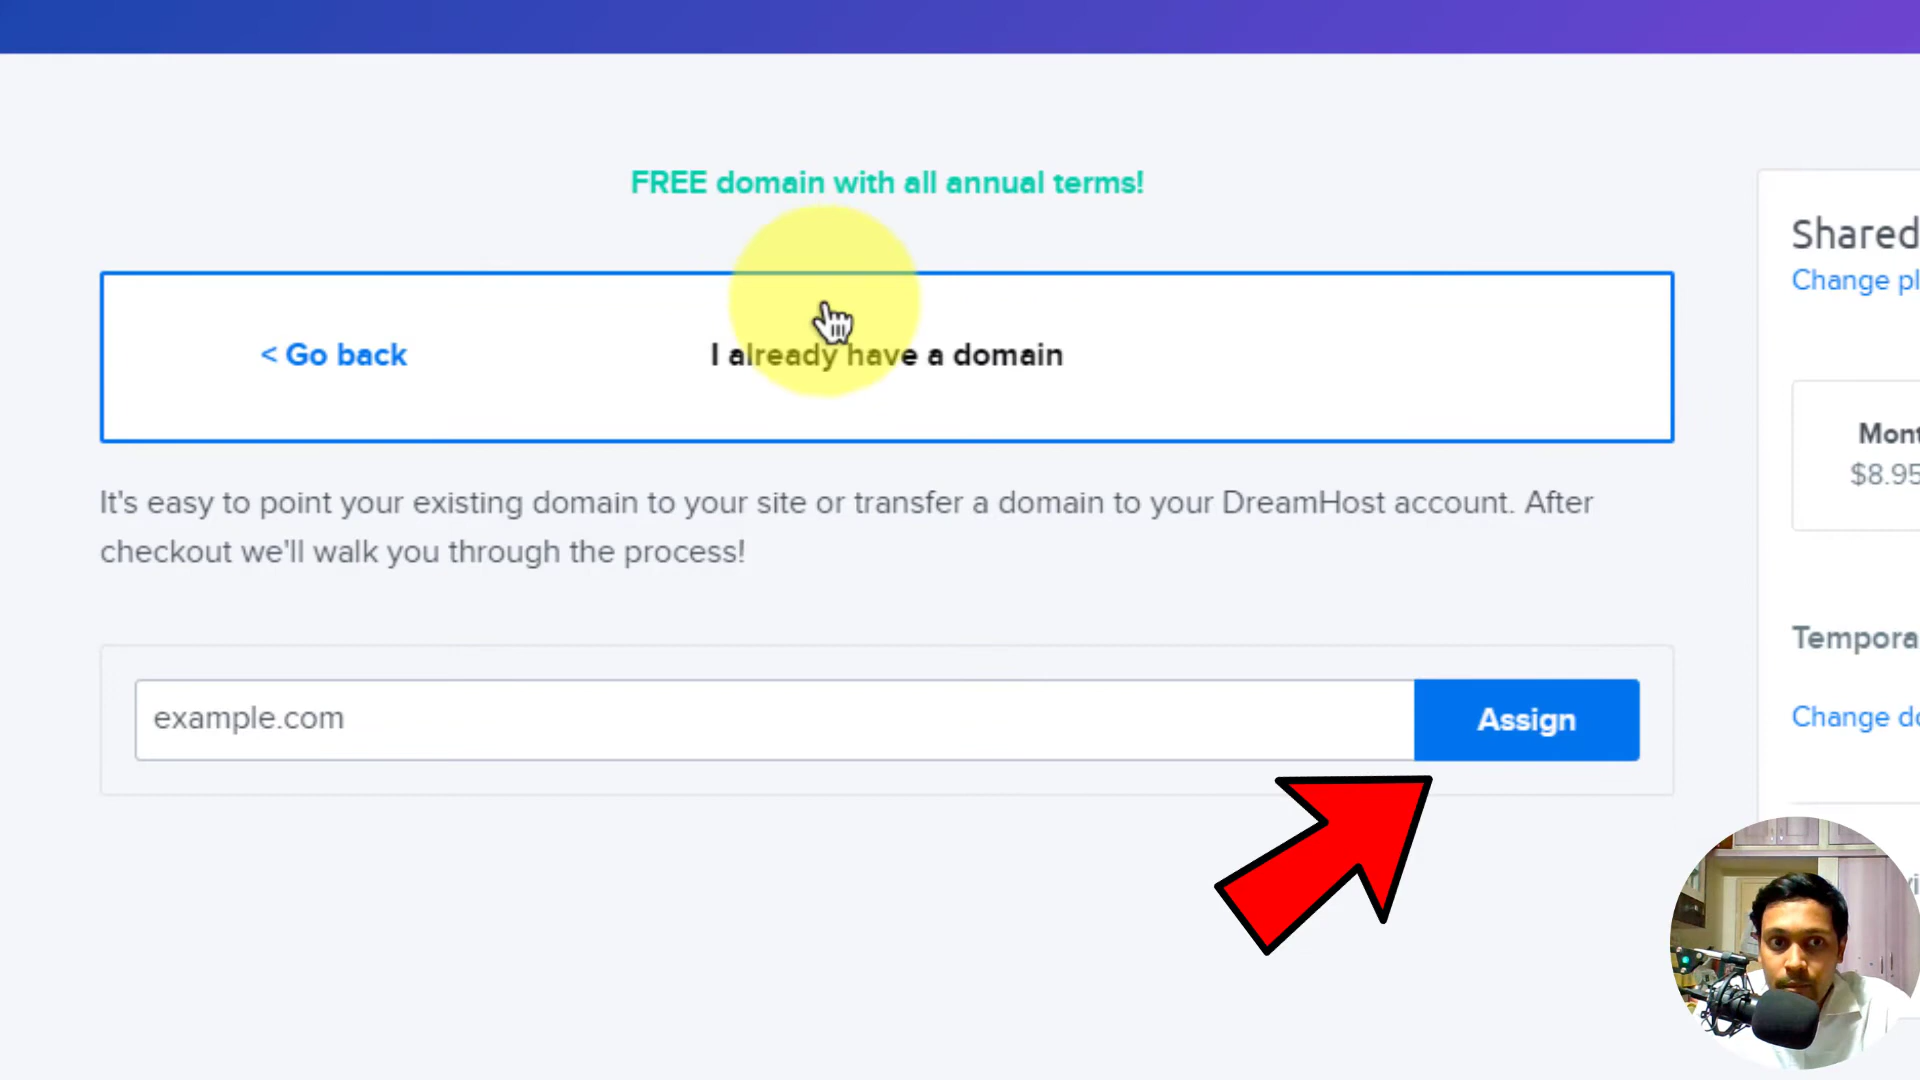 FREE domain with all annual terms!
< Go back
I already have a domain
It's easy to point your existing domain to your site or transfer a domain to your DreamHost account. After
checkout we'll walk you through the process!
example.com
Assign
Shared
Change pl
Mont
$8.95
Tempora
Change do